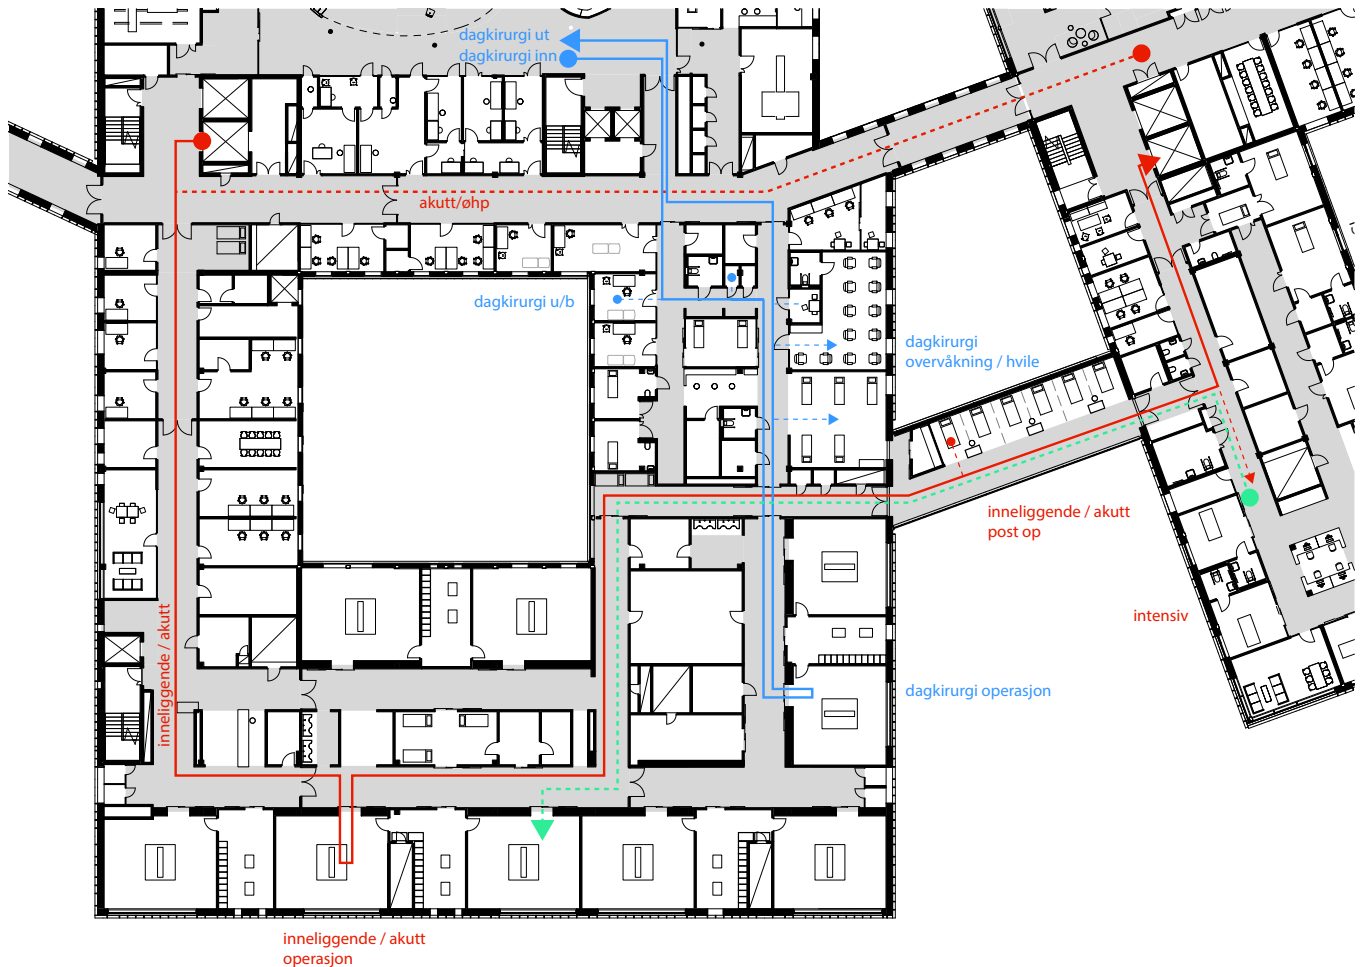 dagkirurgi ut
dagkirurgi inn
akutt/øhp
dagkirurgi u/b
dagkirurgi
overvåkning / hvile
inneliggende / akutt
post op
intensiv
inneliggende / akutt
dagkirurgi operasjon
inneliggende / akutt
operasjon